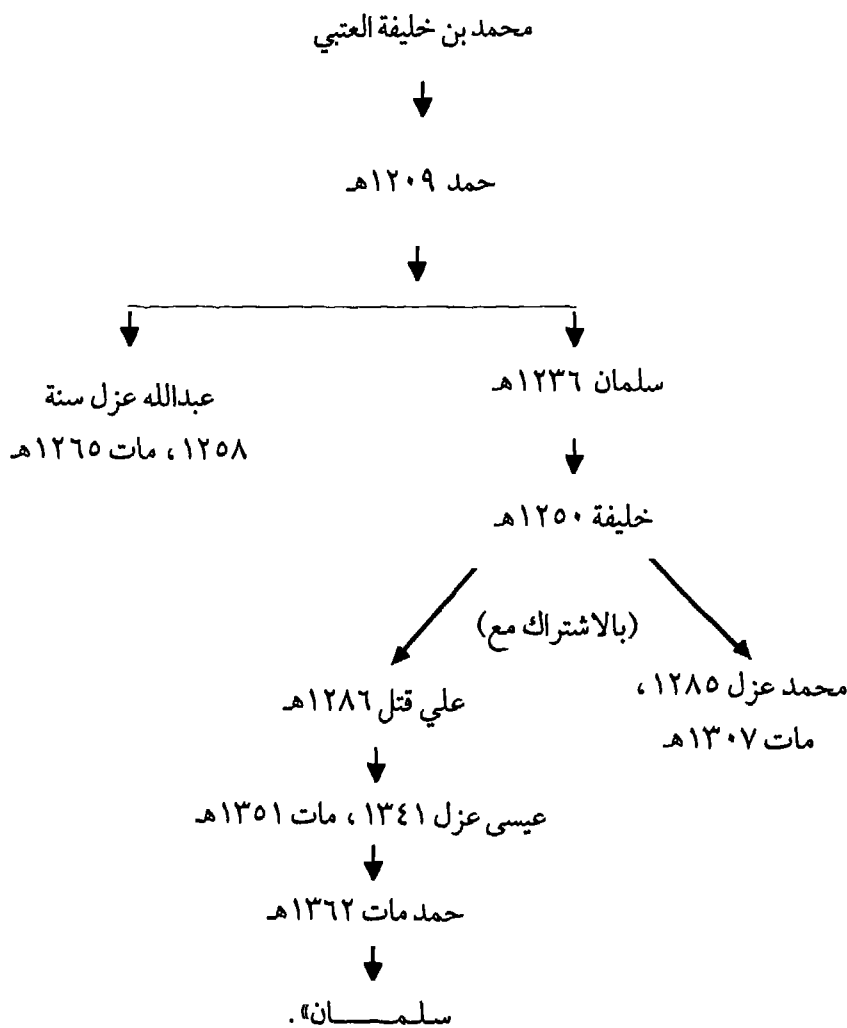 محمد بن خليفة العتبي
حمد ١٢٠٩هـ
سلمان ١٢٣٦هـ
عبدالله عزل سنة
١٢٥٨ ، مات ١٢٦٥هـ
خليفة ١٢٥٠هـ
(بالاشتراك مع)
محمد عزل ١٢٨٥ ،
مات ١٣٠٧هـ
علي قتل ١٢٨٦هـ
عيسى عزل ١٣٤١ ، مات ١٣٥١هـ
حمد مات ١٣٦٢هـ
سلمـــــان» .